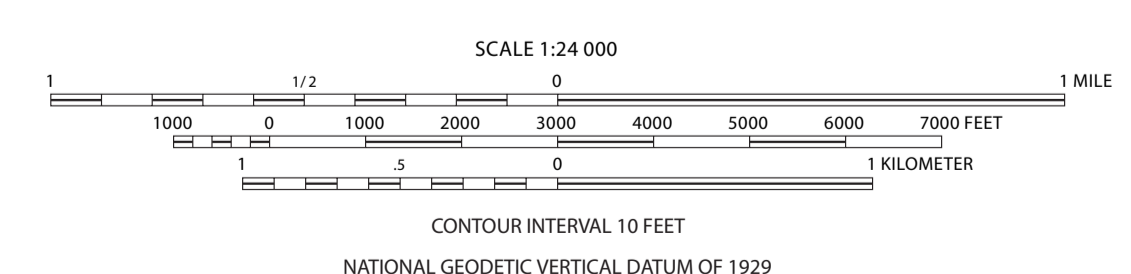 SCALE 1:24 000
1 1/2 0 1 MILE
1000 0 1000 2000 3000 4000 5000 6000 7000 FEET
1 .5 0 1 KILOMETER
CONTOUR INTERVAL 10 FEET
NATIONAL GEODETIC VERTICAL DATUM OF 1929